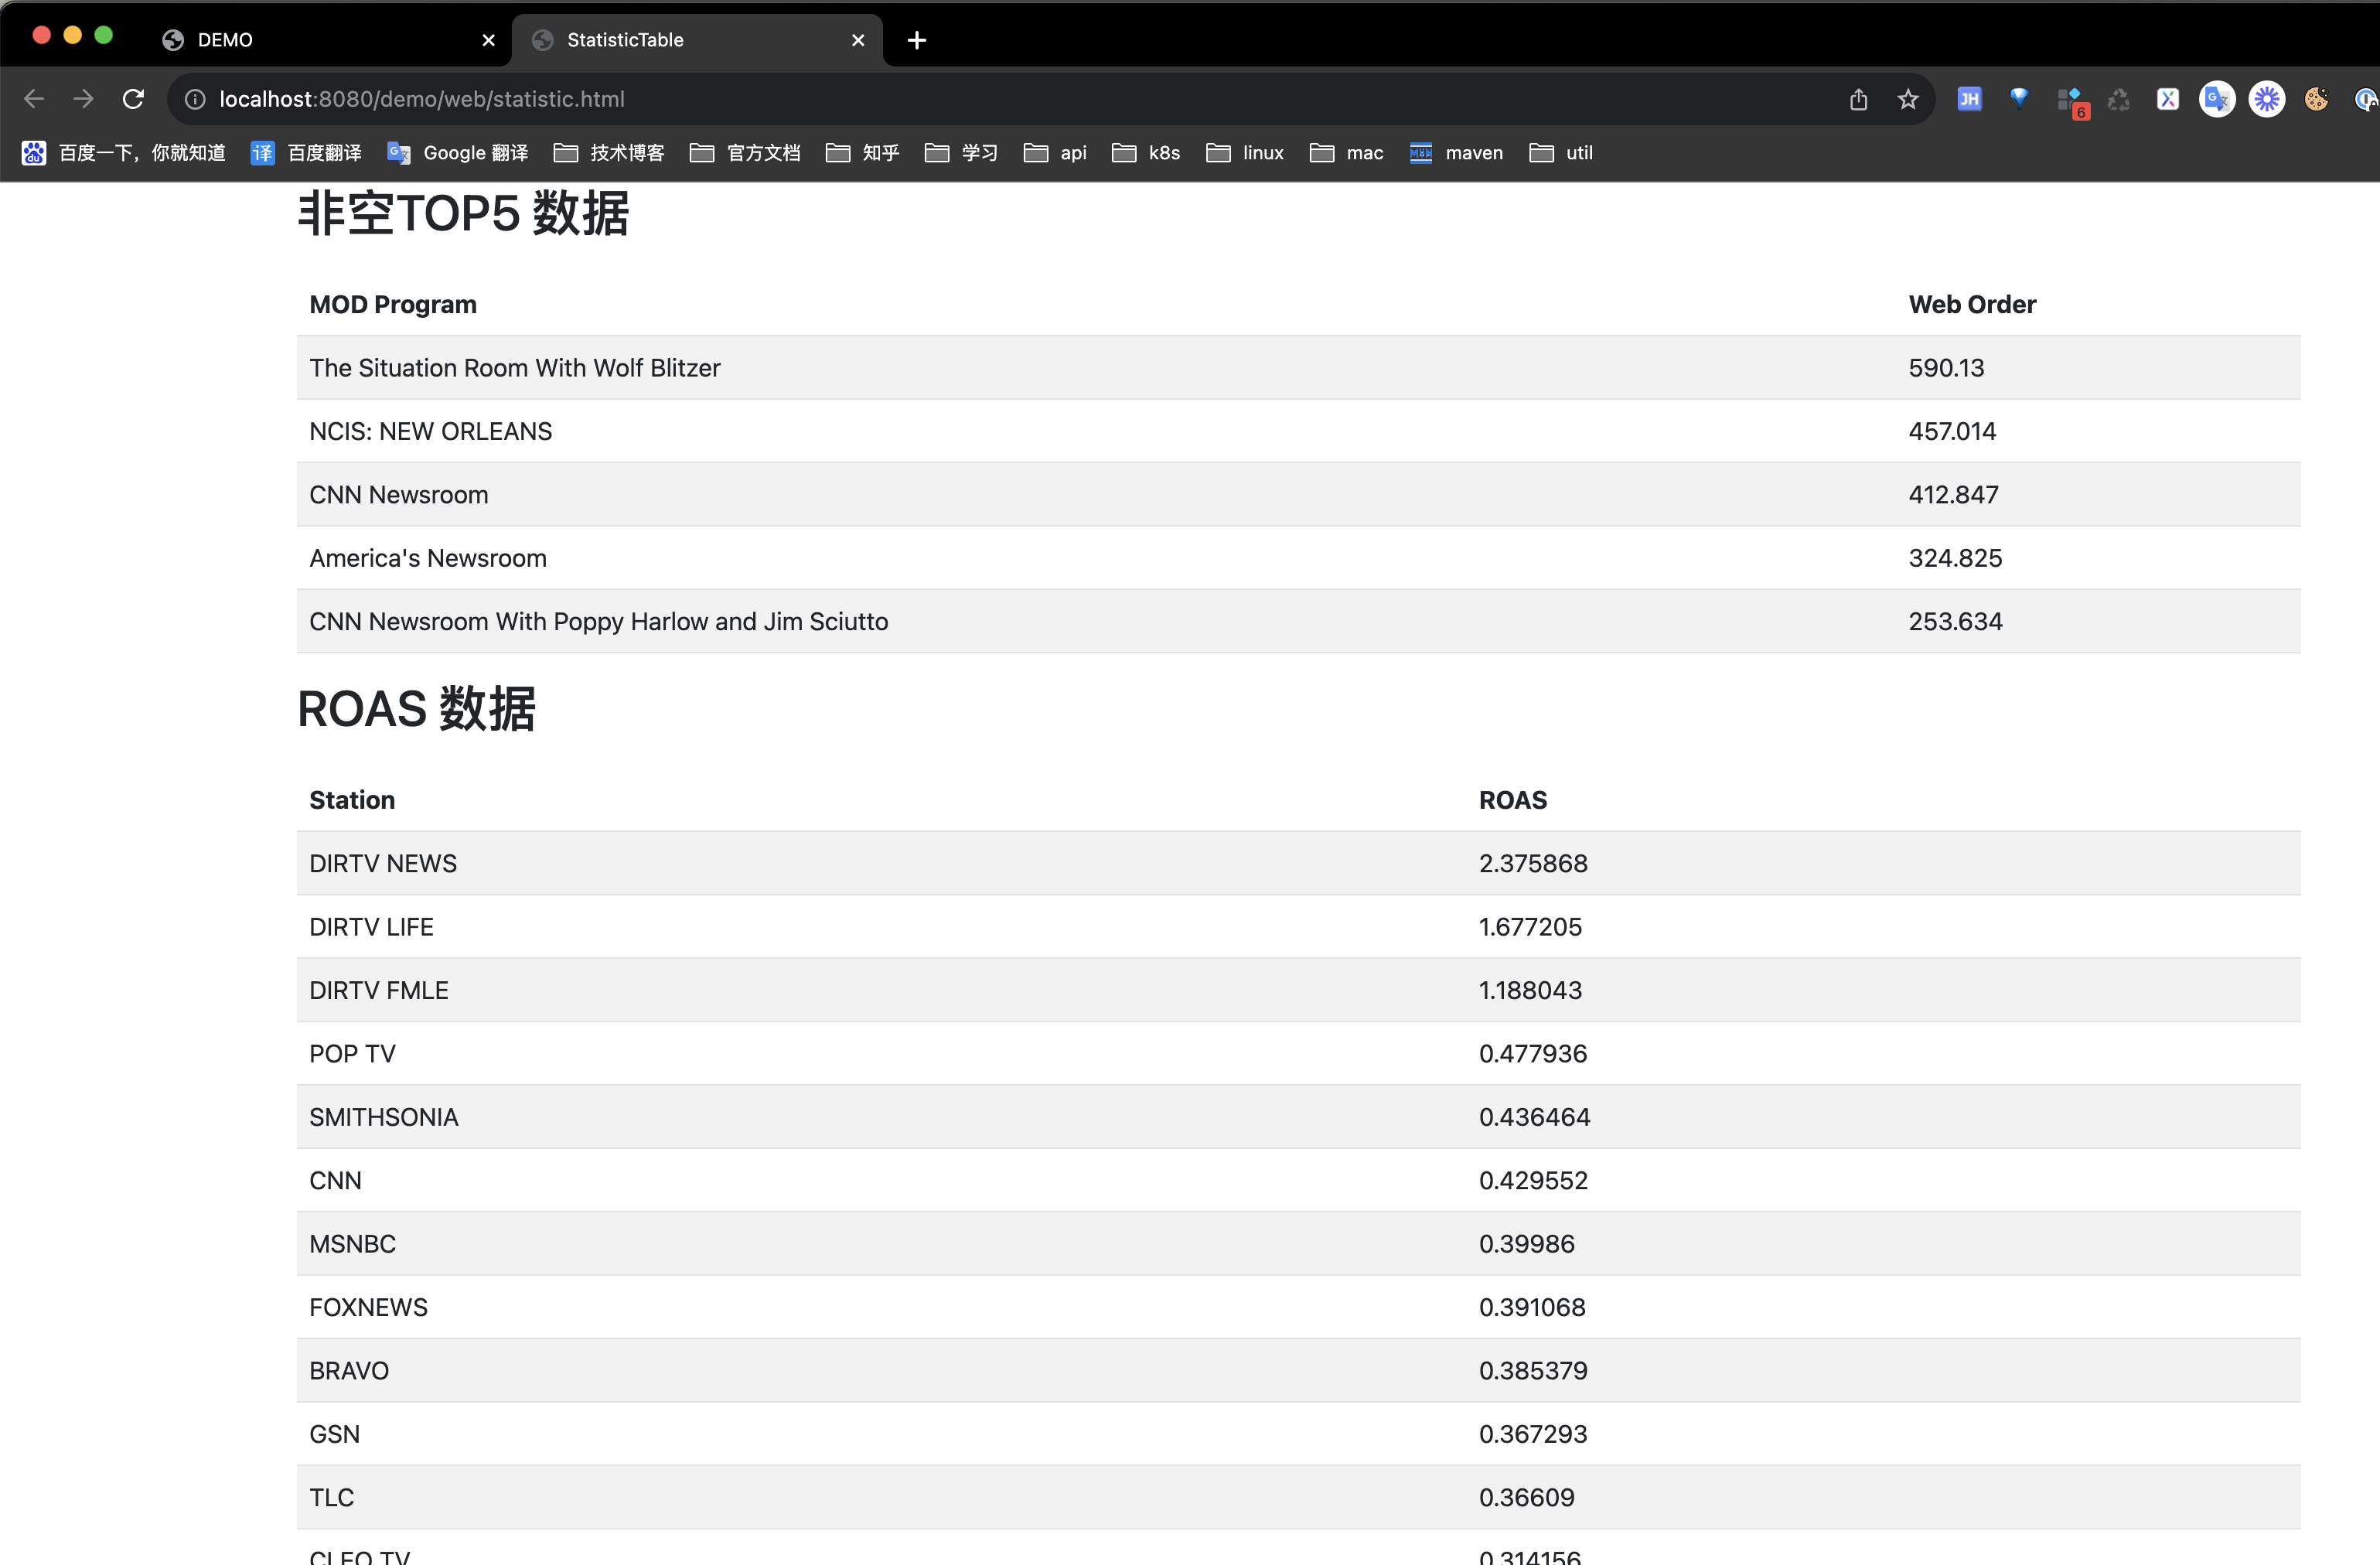 DEMO
StatisticTable
localhost:8080/demo/web/statistic.html
JH
6
百度一下，你就知道
译 百度翻译
Google 翻译
技术博客
官方文档
知乎
学习
api
k8s
linux
mac
maven
util
非空TOP5 数据
MOD Program Web Order
The Situation Room With Wolf Blitzer 590.13
NCIS: NEW ORLEANS 457.014
CNN Newsroom 412.847
America's Newsroom 324.825
CNN Newsroom With Poppy Harlow and Jim Sciutto 253.634
ROAS 数据
Station ROAS
DIRTV NEWS 2.375868
DIRTV LIFE 1.677205
DIRTV FMLE 1.188043
POP TV 0.477936
SMITHSONIA 0.436464
CNN 0.429552
MSNBC 0.39986
FOXNEWS 0.391068
BRAVO 0.385379
GSN 0.367293
TLC 0.36609
CLEO TV 0.314156